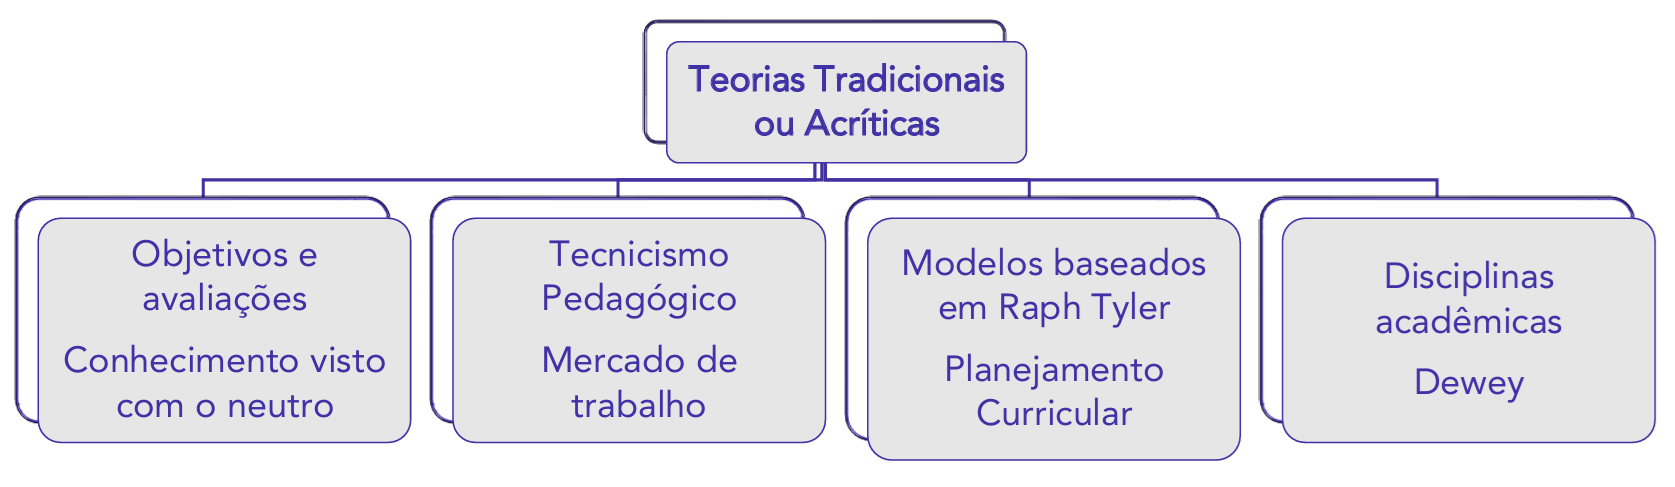 Teorias Tradicionais
ou Acríticas
Objetivos e
avaliações
Conhecimento visto
com o neutro
Tecnicismo
Pedagógico
Mercado de
trabalho
Modelos baseados
em Raph Tyler
Planejamento
Curricular
Disciplinas
acadêmicas
Dewey